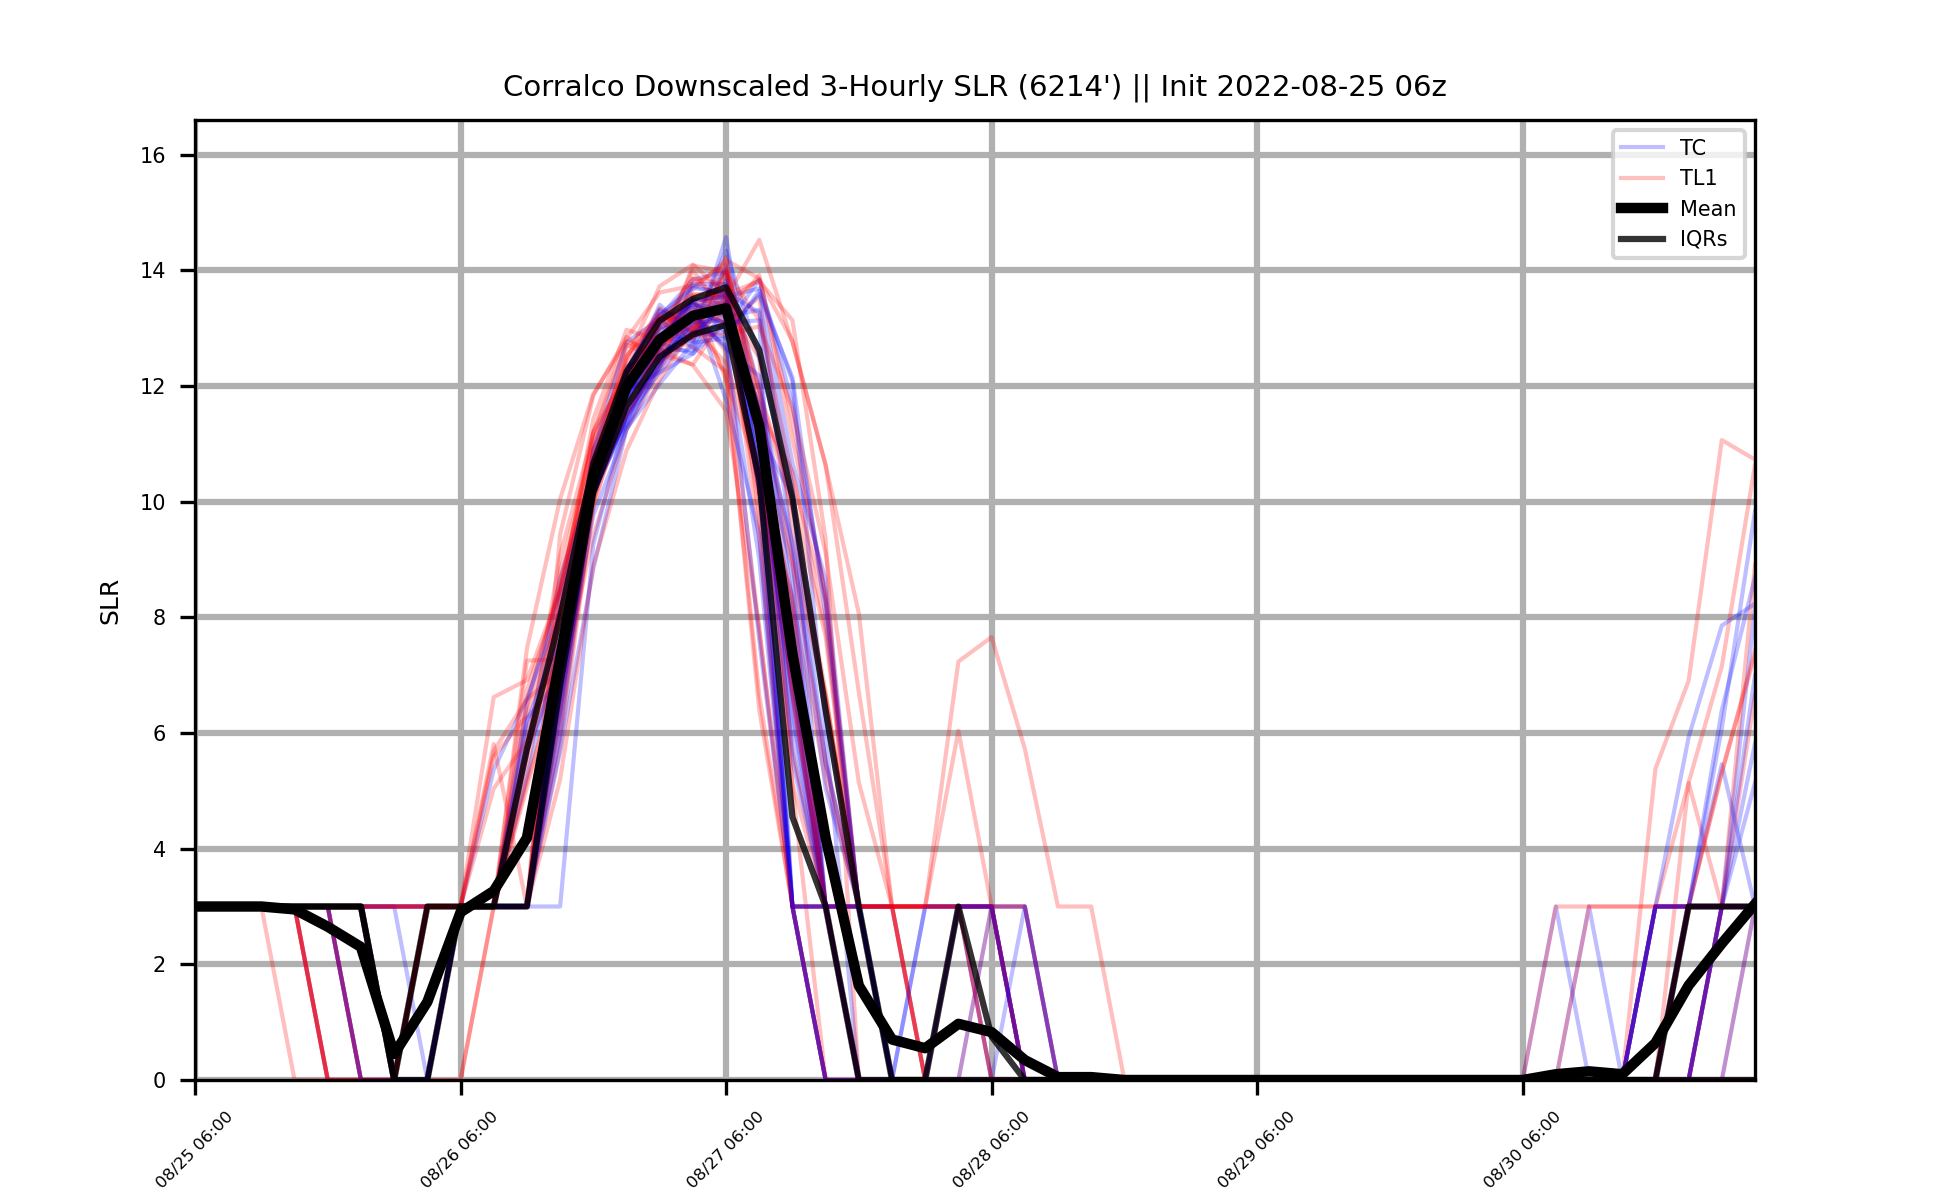 Corralco Downscaled 3-Hourly SLR (6214') || Init 2022-08-25 06z
TC
TL1
Mean
IQRs
SLR
16
14
12
10
8
6
4
2
0
08/25 06:00
08/26 06:00
08/27 06:00
08/28 06:00
08/29 06:00
08/30 06:00